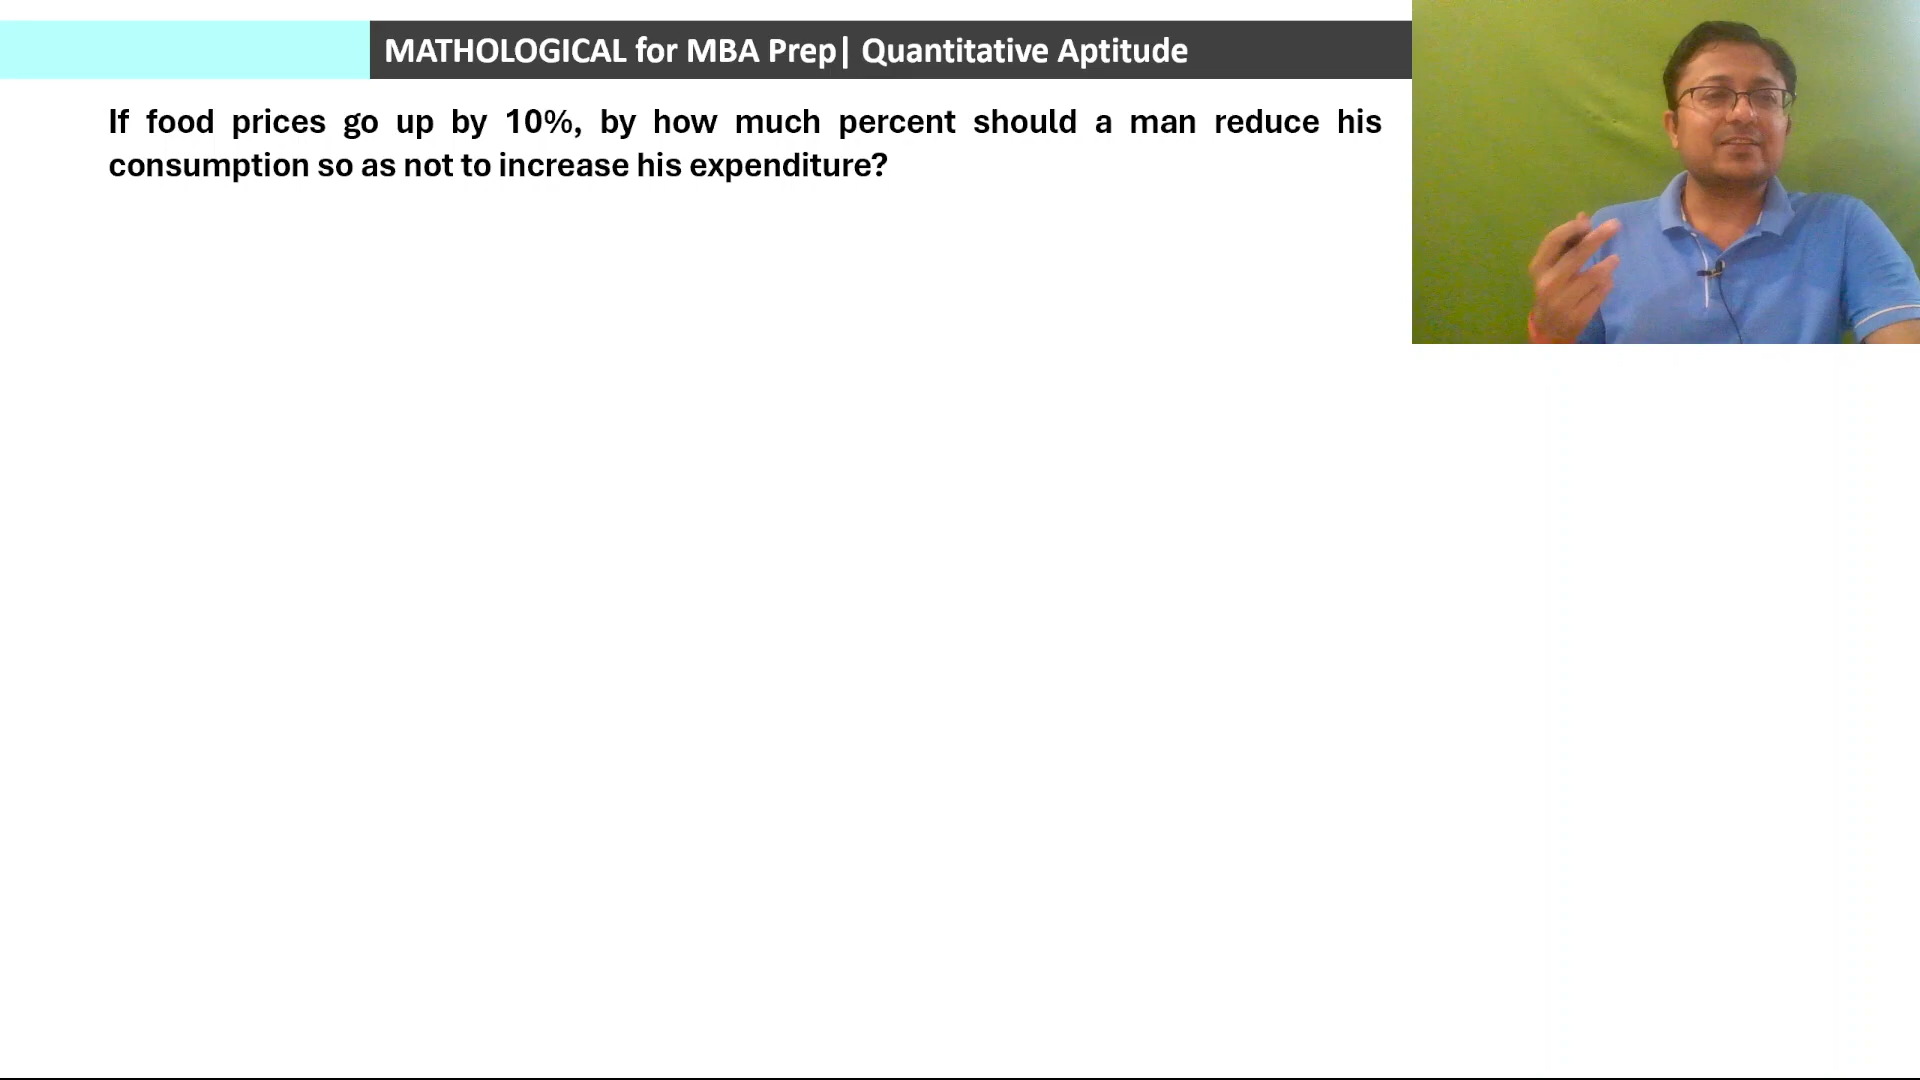 MATHOLOGICAL for MBA Prep| Quantitative Aptitude
If food prices go up by 10%, by how much percent should a man reduce his
consumption so as not to increase his expenditure?